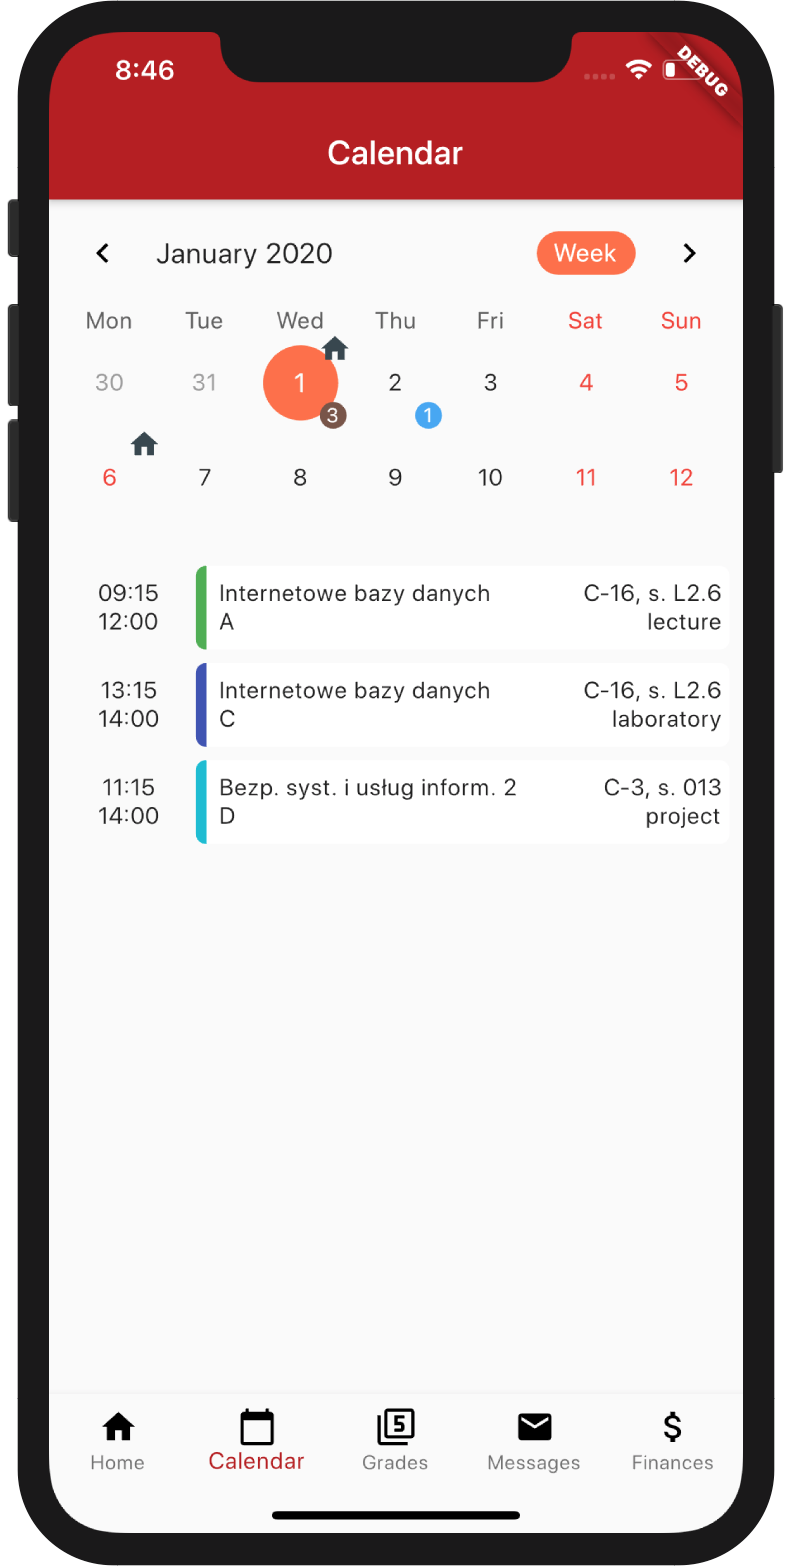 8:46
DEBUG
Calendar
January 2020 Week
Mon Tue Wed Thu Fri Sat Sun
30 31 1 2 3 4 5
3 1
6 7 8 9 10 11 12
09:15 Internetowe bazy danych C-16, s. L2.6
12:00 A lecture
13:15 Internetowe bazy danych C-16, s. L2.6
14:00 C laboratory
11:15 Bezp. syst. i usług inform. 2 C-3, s. 013
14:00 D project
5
Home Calendar Grades Messages Finances